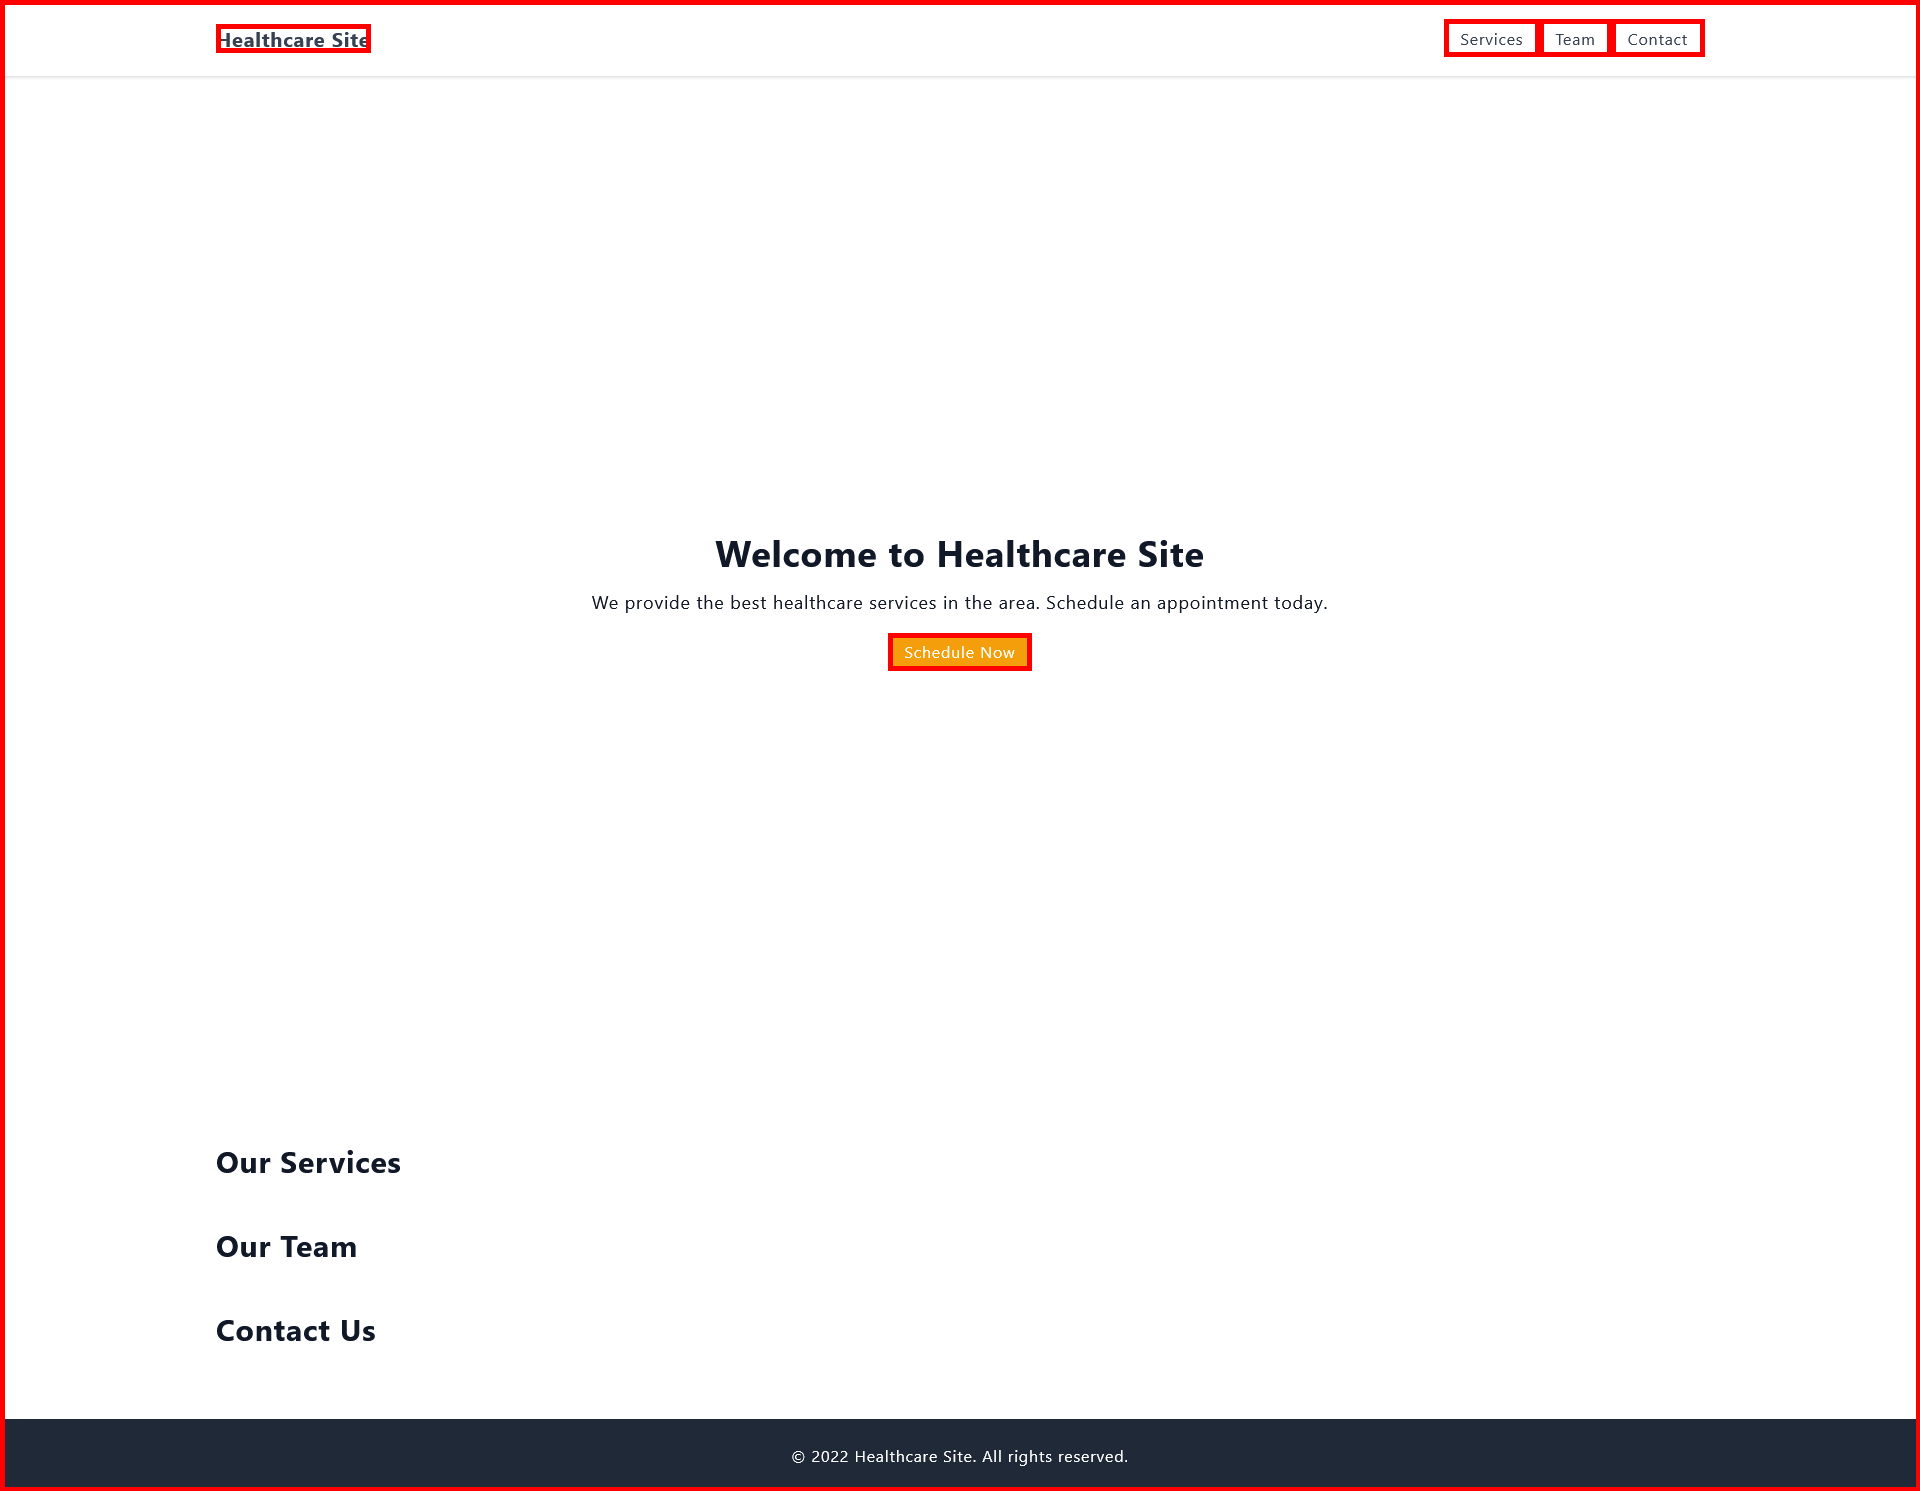 Healthcare Site
Services Team Contact
Welcome to Healthcare Site
We provide the best healthcare services in the area. Schedule an appointment today.
Schedule Now
Our Services
Our Team
Contact Us
© 2022 Healthcare Site. All rights reserved.